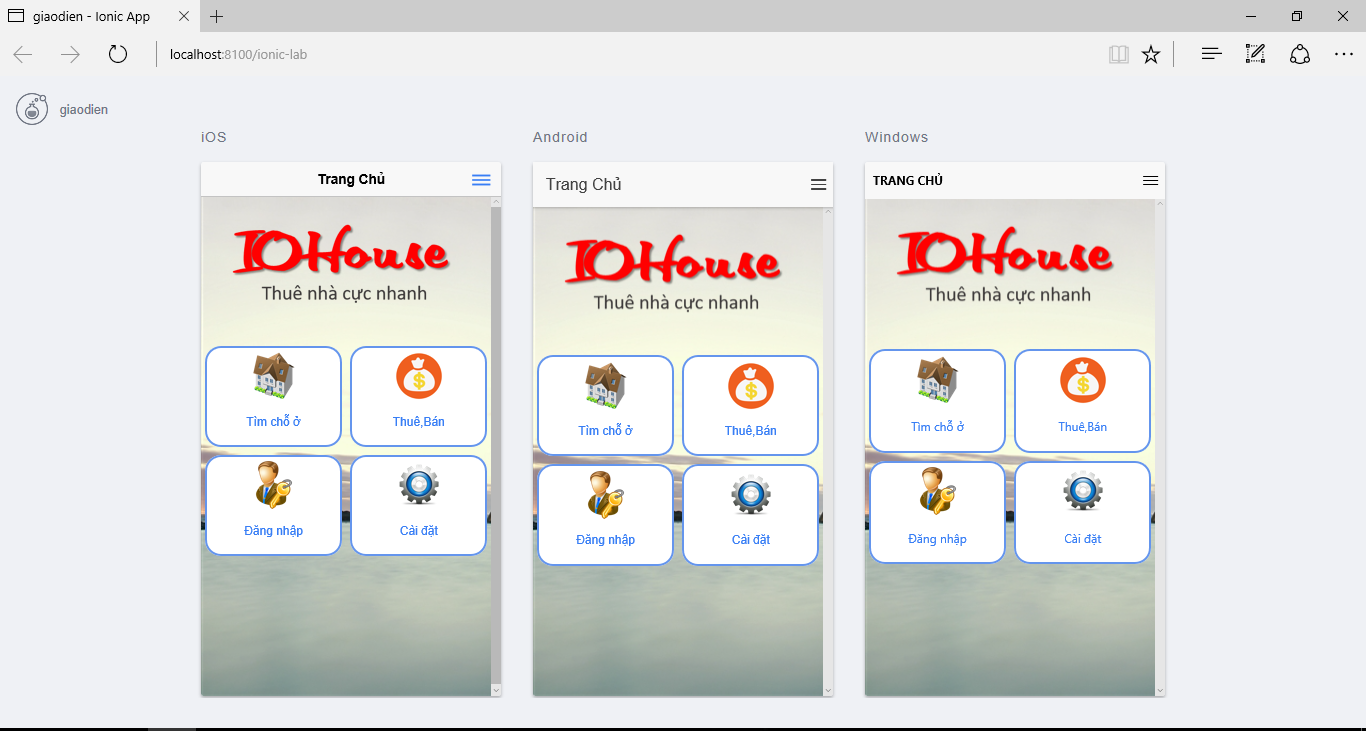 giaodien - Ionic App
localhost:8100/ionic-lab
giaodien
iOS
Trang Chủ
IOHouse
Thuê nhà cực nhanh
Tìm chỗ ở
Thuê,Bán
Đăng nhập
Cài đặt
Android
Trang Chủ
IOHouse
Thuê nhà cực nhanh
Tìm chỗ ở
Thuê,Bán
Đăng nhập
Cài đặt
Windows
TRANG CHỦ
IOHouse
Thuê nhà cực nhanh
Tìm chỗ ở
Thuê,Bán
Đăng nhập
Cài đặt